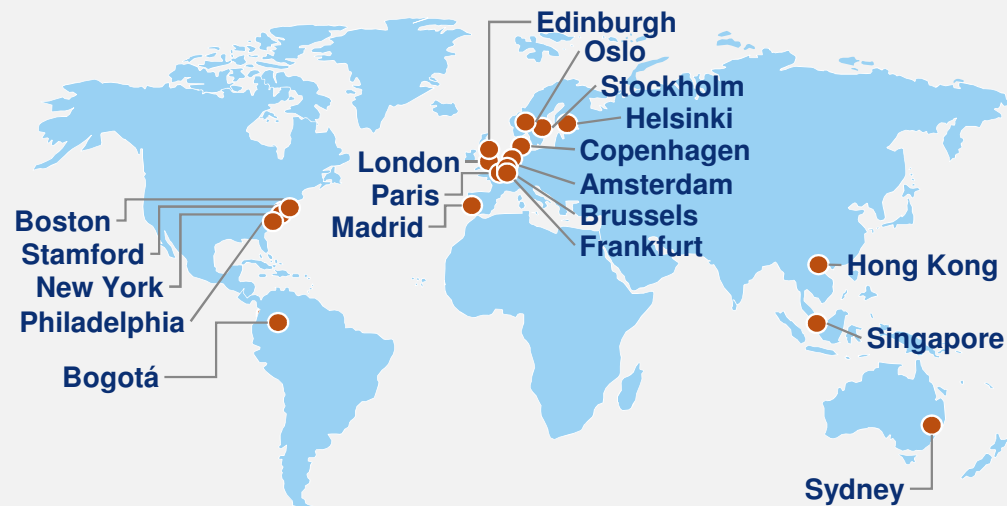 Edinburgh
Oslo
Stockholm
Helsinki
Copenhagen
London
Amsterdam
Paris
Brussels
Madrid
Frankfurt
Boston
Stamford
New York
Philadelphia
Hong Kong
Singapore
Bogotá
Sydney